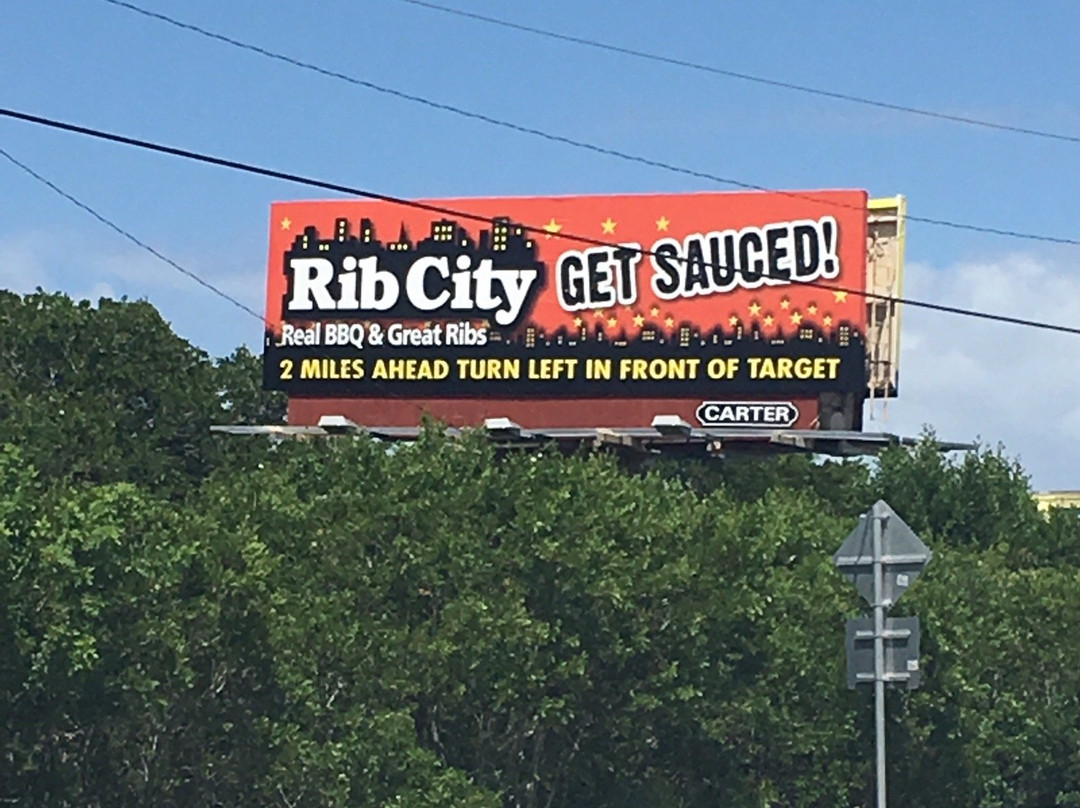 Rib City
GET SAUCED!
Real BBQ & Great Ribs
2 MILES AHEAD TURN LEFT IN FRONT OF TARGET
CARTER